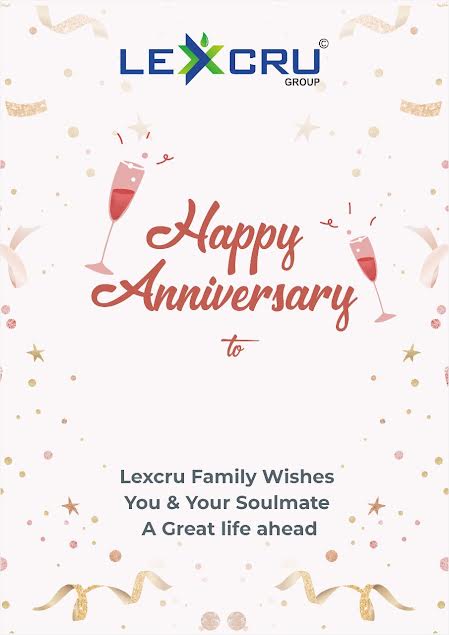 LEXCRU©
GROUP
Happy
Anniversary
to
Lexcru Family Wishes
You & Your Soulmate
A Great life ahead